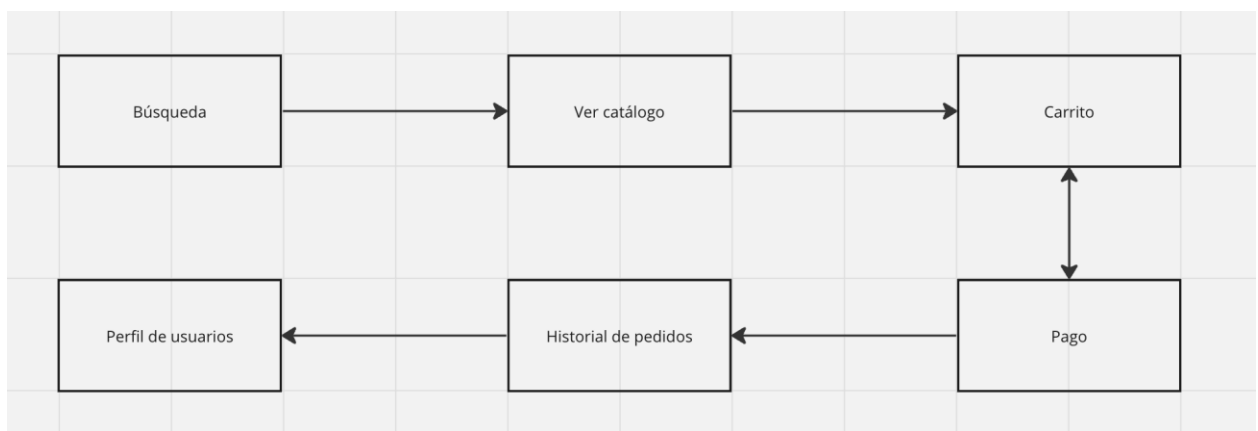 Búsqueda
Ver catálogo
Carrito
Perfil de usuarios
Historial de pedidos
Pago